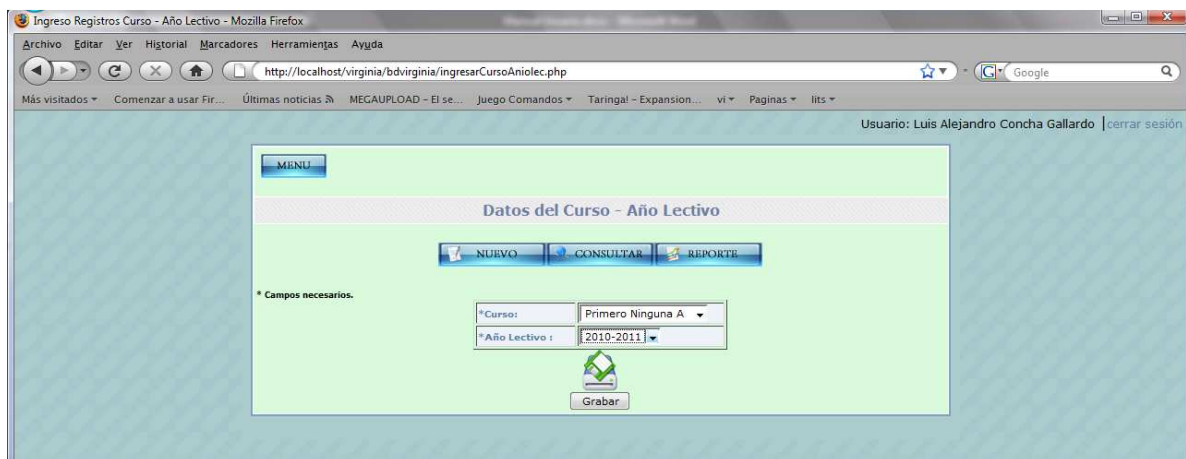 Ingreso Registros Curso - Año Lectivo - Mozilla Firefox
Archivo Editar Ver Historial Marcadores Herramientas Ayuda
http://localhost/virginia/bdvirginia/ingresarCursoAniolec.php Google
Más visitados Comenzar a usar Fir... Últimas noticias MEGAUPLOAD - El se... Juego Comandos Taringa! - Expansion... vi Paginas lits
Usuario: Luis Alejandro Concha Gallardo | cerrar sesión
MENU
Datos del Curso - Año Lectivo
NUEVO CONSULTAR REPORTE
* Campos necesarios.
*Curso: Primero Ninguna A
*Año Lectivo : 2010-2011
Grabar